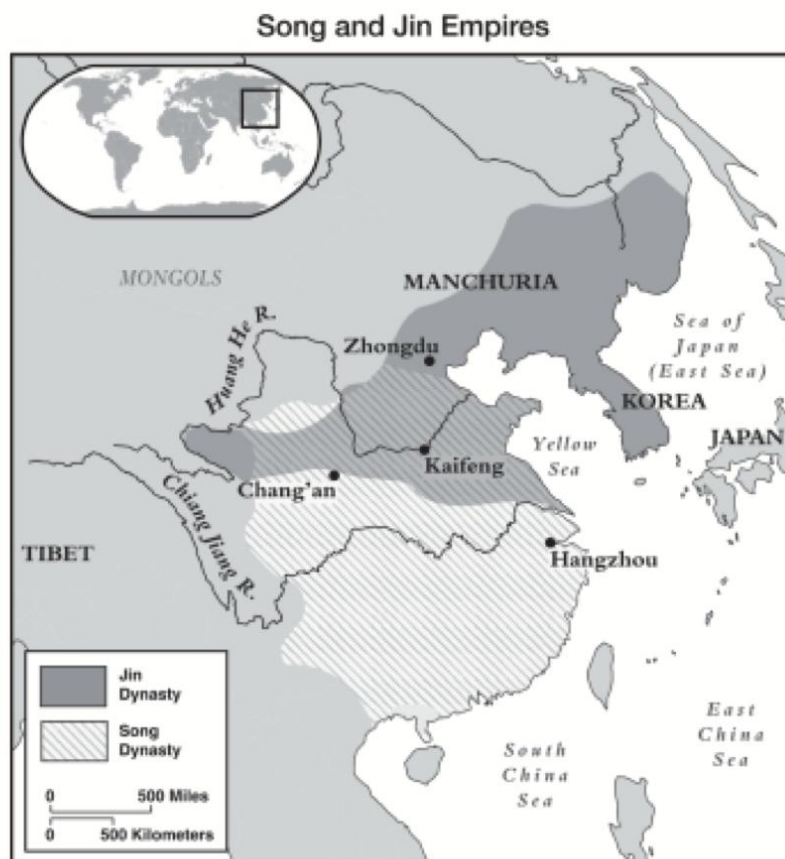 Song and Jin Empires
MONGOLS
MANCHURIA
Huang He R.
Zhongdu
Sea of
Japan
(East Sea)
KOREA
JAPAN
Yellow
Sea
Kaifeng
Chang'an
Chiang Jiang R.
TIBET
Hangzhou
Jin
Dynasty
Song
Dynasty
0 500 Miles
0 500 Kilometers
South
China
Sea
East
China
Sea